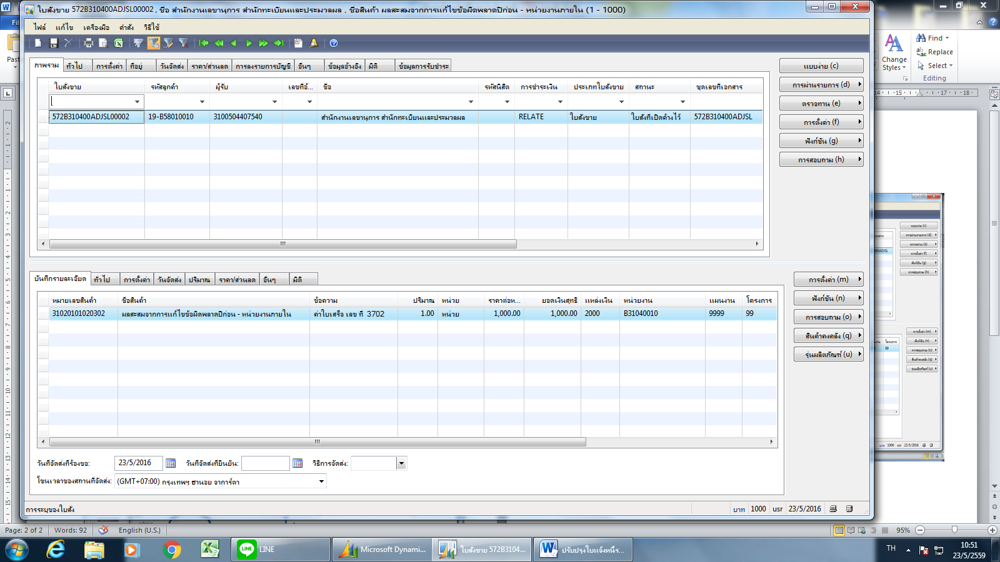 ใบสั่งขาย 572B310400ADJSL00002 , ชื่อ สำนักงานเลขานุการ สำนักทะเบียนและประมวลผล , ชื่อสินค้า ผลสะสมจากการแก้ไขข้อผิดพลาดปีก่อน - หน่วยงานภายใน (1 - 1000)
ไฟล์ แก้ไข เครื่องมือ คำสั่ง วิธีใช้
ภาพรวม ทั่วไป การตั้งค่า ที่อยู่ วันจัดส่ง ราคา/ส่วนลด การลงรายการบัญชี อื่นๆ ข้อมูลอ้างอิง มิติ ข้อมูลการรับชำระ
ใบสั่งขาย รหัสลูกค้า ผู้รับ เลขที่อ้... ชื่อ รหัสนิสิต การชำระเงิน ประเภทใบสั่งขาย สถานะ ชุดเลขที่เอกสาร
572B310400ADJSL00002 19-B58010010 3100504407540 สำนักงานเลขานุการ สำนักทะเบียนและประมวลผล RELATE ใบสั่งขาย ใบสั่งที่เปิดค้างไว้ 572B310400ADJSL
แบบง่าย (c)
การผ่านรายการ (d)
ตรวจทาน (e)
การตั้งค่า (f)
ฟังก์ชัน (g)
การสอบถาม (h)
บันทึกรายละเอียด ทั่วไป การตั้งค่า วันจัดส่ง ปริมาณ ราคา/ส่วนลด อื่นๆ มิติ
หมายเลขสินค้า ชื่อสินค้า ข้อความ ปริมาณ หน่วย ราคาต่อห... ยอดเงินสุทธิ แหล่งเงิน หน่วยงาน แผนงาน โครงการ
31020101020302 ผลสะสมจากการแก้ไขข้อผิดพลาดปีก่อน - หน่วยงานภายใน ค่าใบเสร็จ เลข ที่ 3702 1.00 หน่วย 1,000.00 1,000.00 2000 B31040010 9999 99
การตั้งค่า (m)
ฟังก์ชัน (n)
การสอบถาม (o)
สินค้าคงคลัง (q)
รุ่นผลิตภัณฑ์ (u)
วันที่จัดส่งที่ร้องขอ: 23/5/2016 วันที่จัดส่งที่ยืนยัน: วิธีการจัดส่ง:
โซนเวลาของสถานที่จัดส่ง: (GMT+07:00) กรุงเทพฯ ฮานอย จาการ์ตา
การระบุของใบสั่ง บาท 1000 usr 23/5/2016
Fil
Past
Change Styles
Find
Replace
Select
Editing
14 15 17 18
Page: 2 of 2 Words: 92 English (U.S.) 95%
LINE Microsoft Dynami... ใบสั่งขาย 572B3104... ปรับปรุงใบแจ้งหนี้ร... TH 10:51
23/5/2559